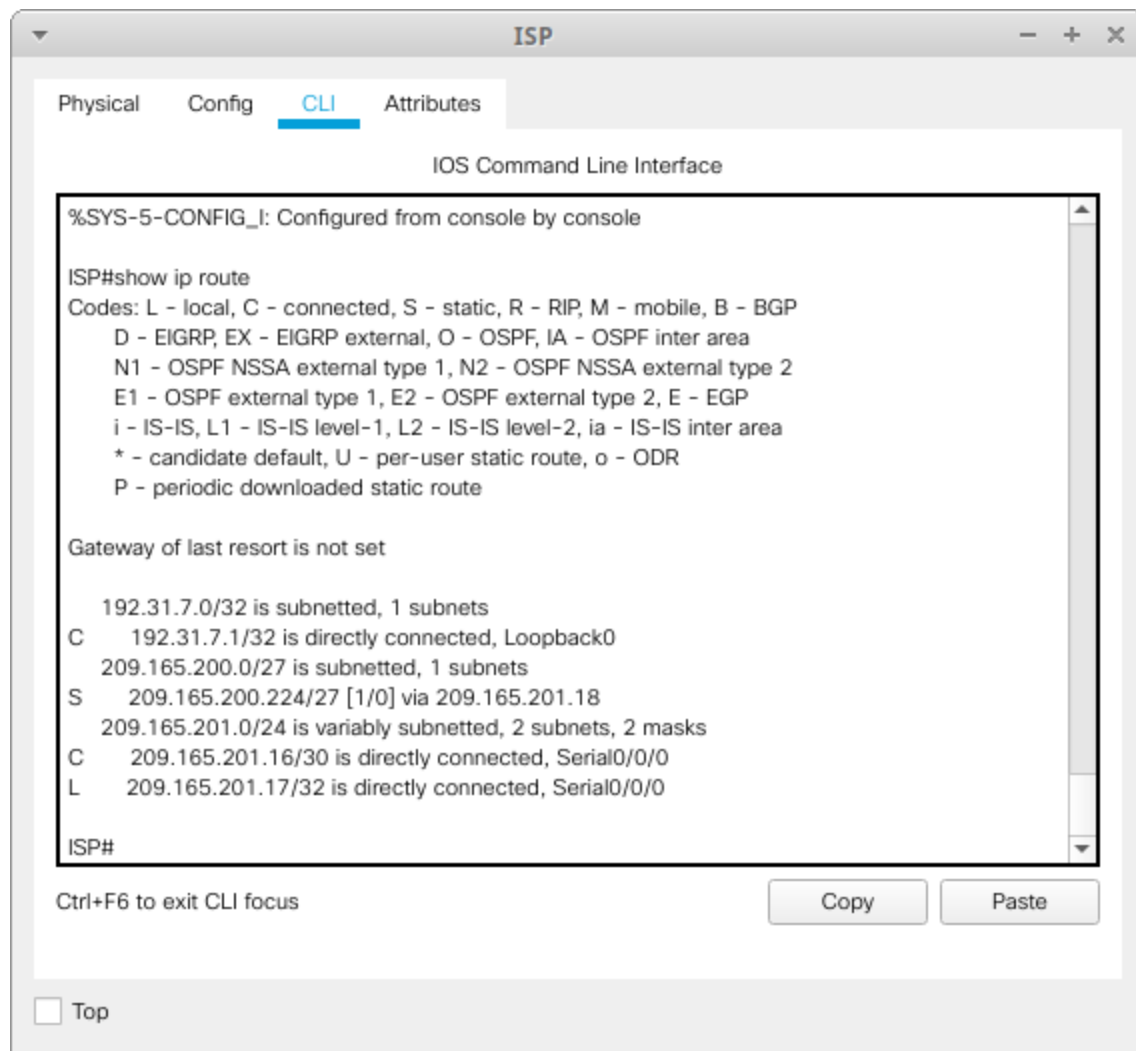 ISP
Physical Config CLI Attributes
IOS Command Line Interface
%SYS-5-CONFIG_I: Configured from console by console
ISP#show ip route
Codes: L - local, C - connected, S - static, R - RIP, M - mobile, B - BGP
D - EIGRP, EX - EIGRP external, O - OSPF, IA - OSPF inter area
N1 - OSPF NSSA external type 1, N2 - OSPF NSSA external type 2
E1 - OSPF external type 1, E2 - OSPF external type 2, E - EGP
i - IS-IS, L1 - IS-IS level-1, L2 - IS-IS level-2, ia - IS-IS inter area
* - candidate default, U - per-user static route, o - ODR
P - periodic downloaded static route
Gateway of last resort is not set
192.31.7.0/32 is subnetted, 1 subnets
C 192.31.7.1/32 is directly connected, Loopback0
209.165.200.0/27 is subnetted, 1 subnets
S 209.165.200.224/27 [1/0] via 209.165.201.18
209.165.201.0/24 is variably subnetted, 2 subnets, 2 masks
C 209.165.201.16/30 is directly connected, Serial0/0/0
L 209.165.201.17/32 is directly connected, Serial0/0/0
ISP#
Ctrl+F6 to exit CLI focus Copy Paste
Top